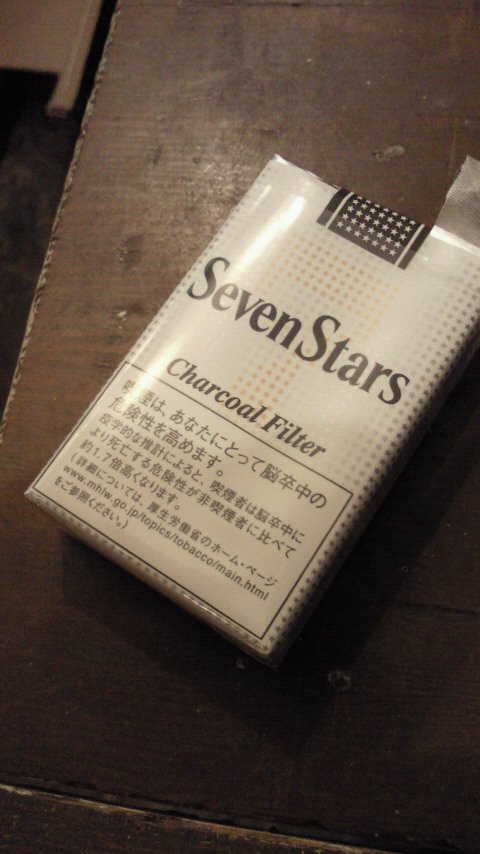 SevenStars
Charcoal Filter
喫煙は、あなたにとって脳卒中の
危険性を高めます。
疫学的な推計によると、喫煙者は脳卒中に
より死亡する危険性が非喫煙者に比べて
約1.7倍高くなります。
(詳細については、厚生労働省のホーム・ページ
www.mhlw.go.jp/topics/tobacco/main.html
をご参照ください。)